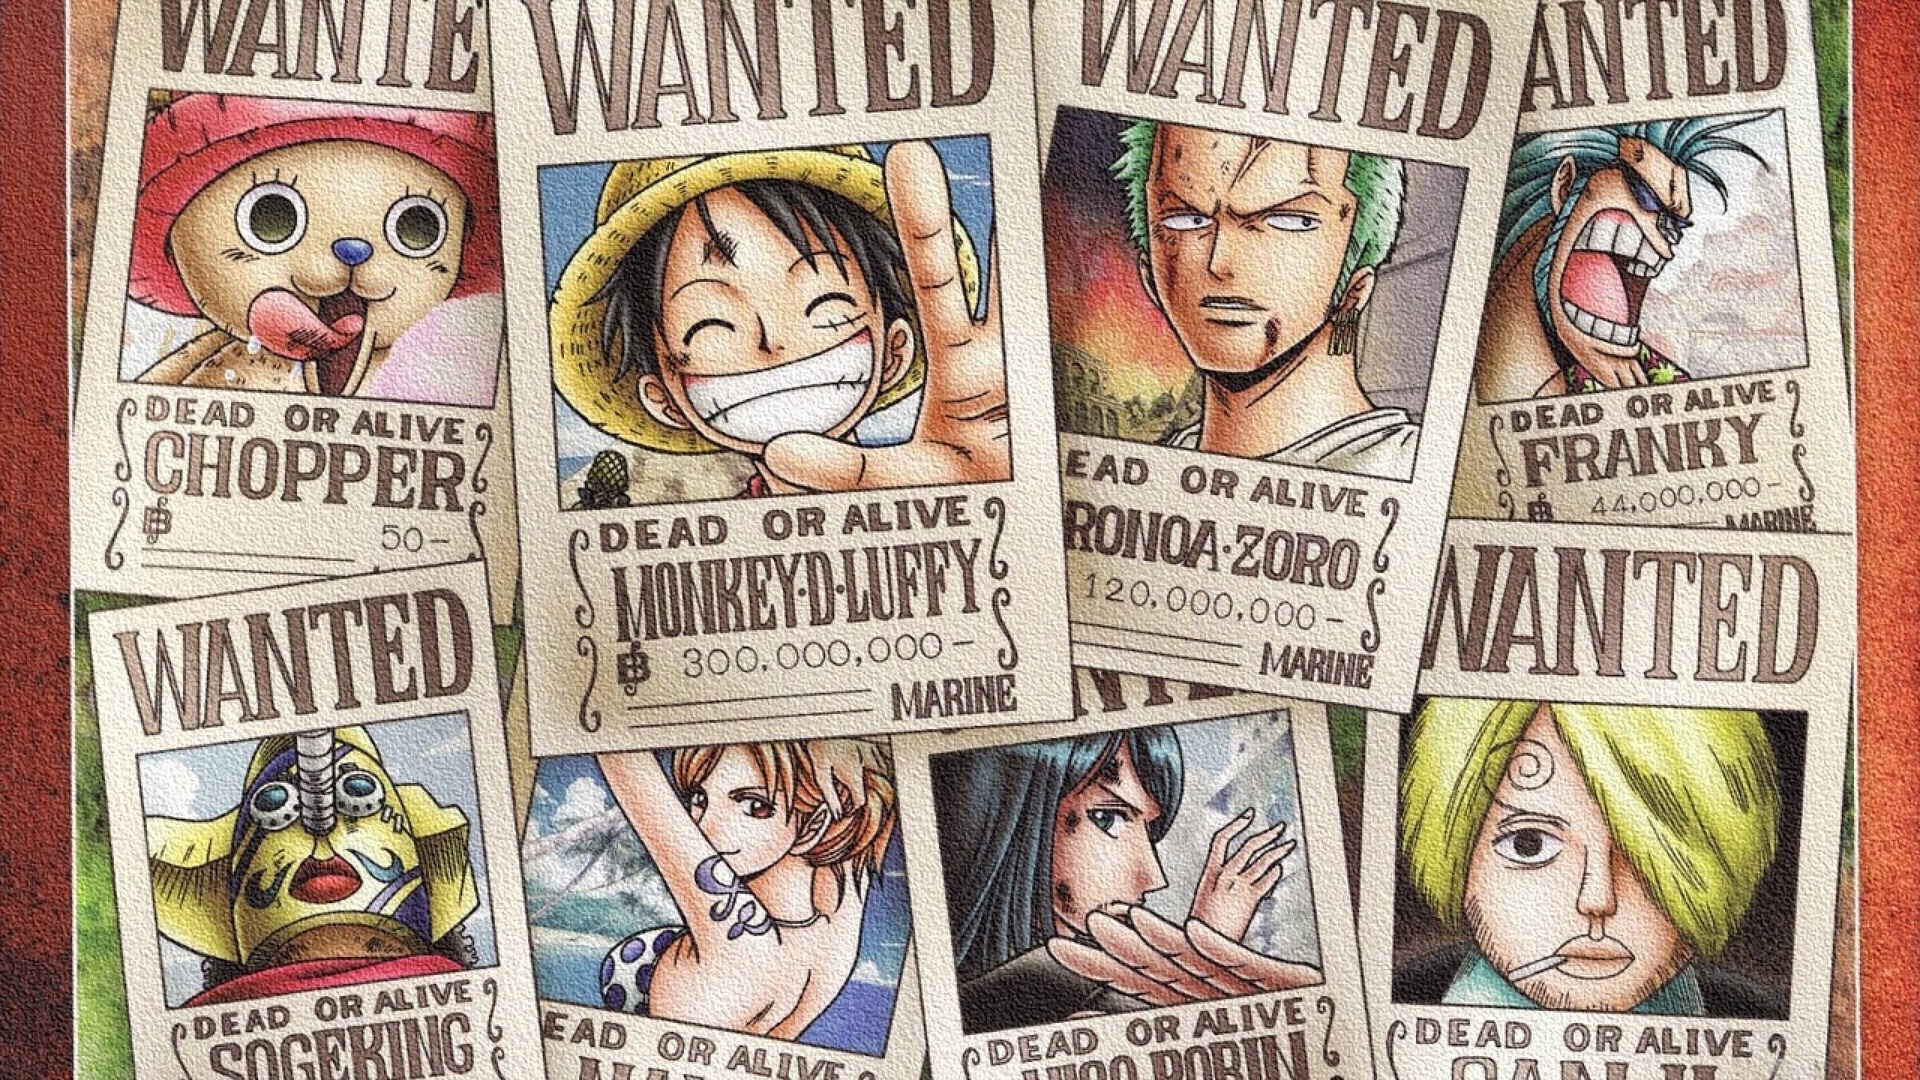 WANTE
DEAD OR ALIVE
CHOPPER
฿ 50-
WANTED
DEAD OR ALIVE
MONKEY·D·LUFFY
฿ 300,000,000-
MARINE
WANTED
EAD OR ALIVE
RONOA·ZORO
120,000,000-
MARINE
ANTED
DEAD OR ALIVE
FRANKY
฿ 44,000,000-
MARINE
WANTED
DEAD OR ALIVE
SOGEKING
EAD OR ALIVE
DEAD OR ALIVE
ROBIN
WANTED
DEAD OR ALIVE